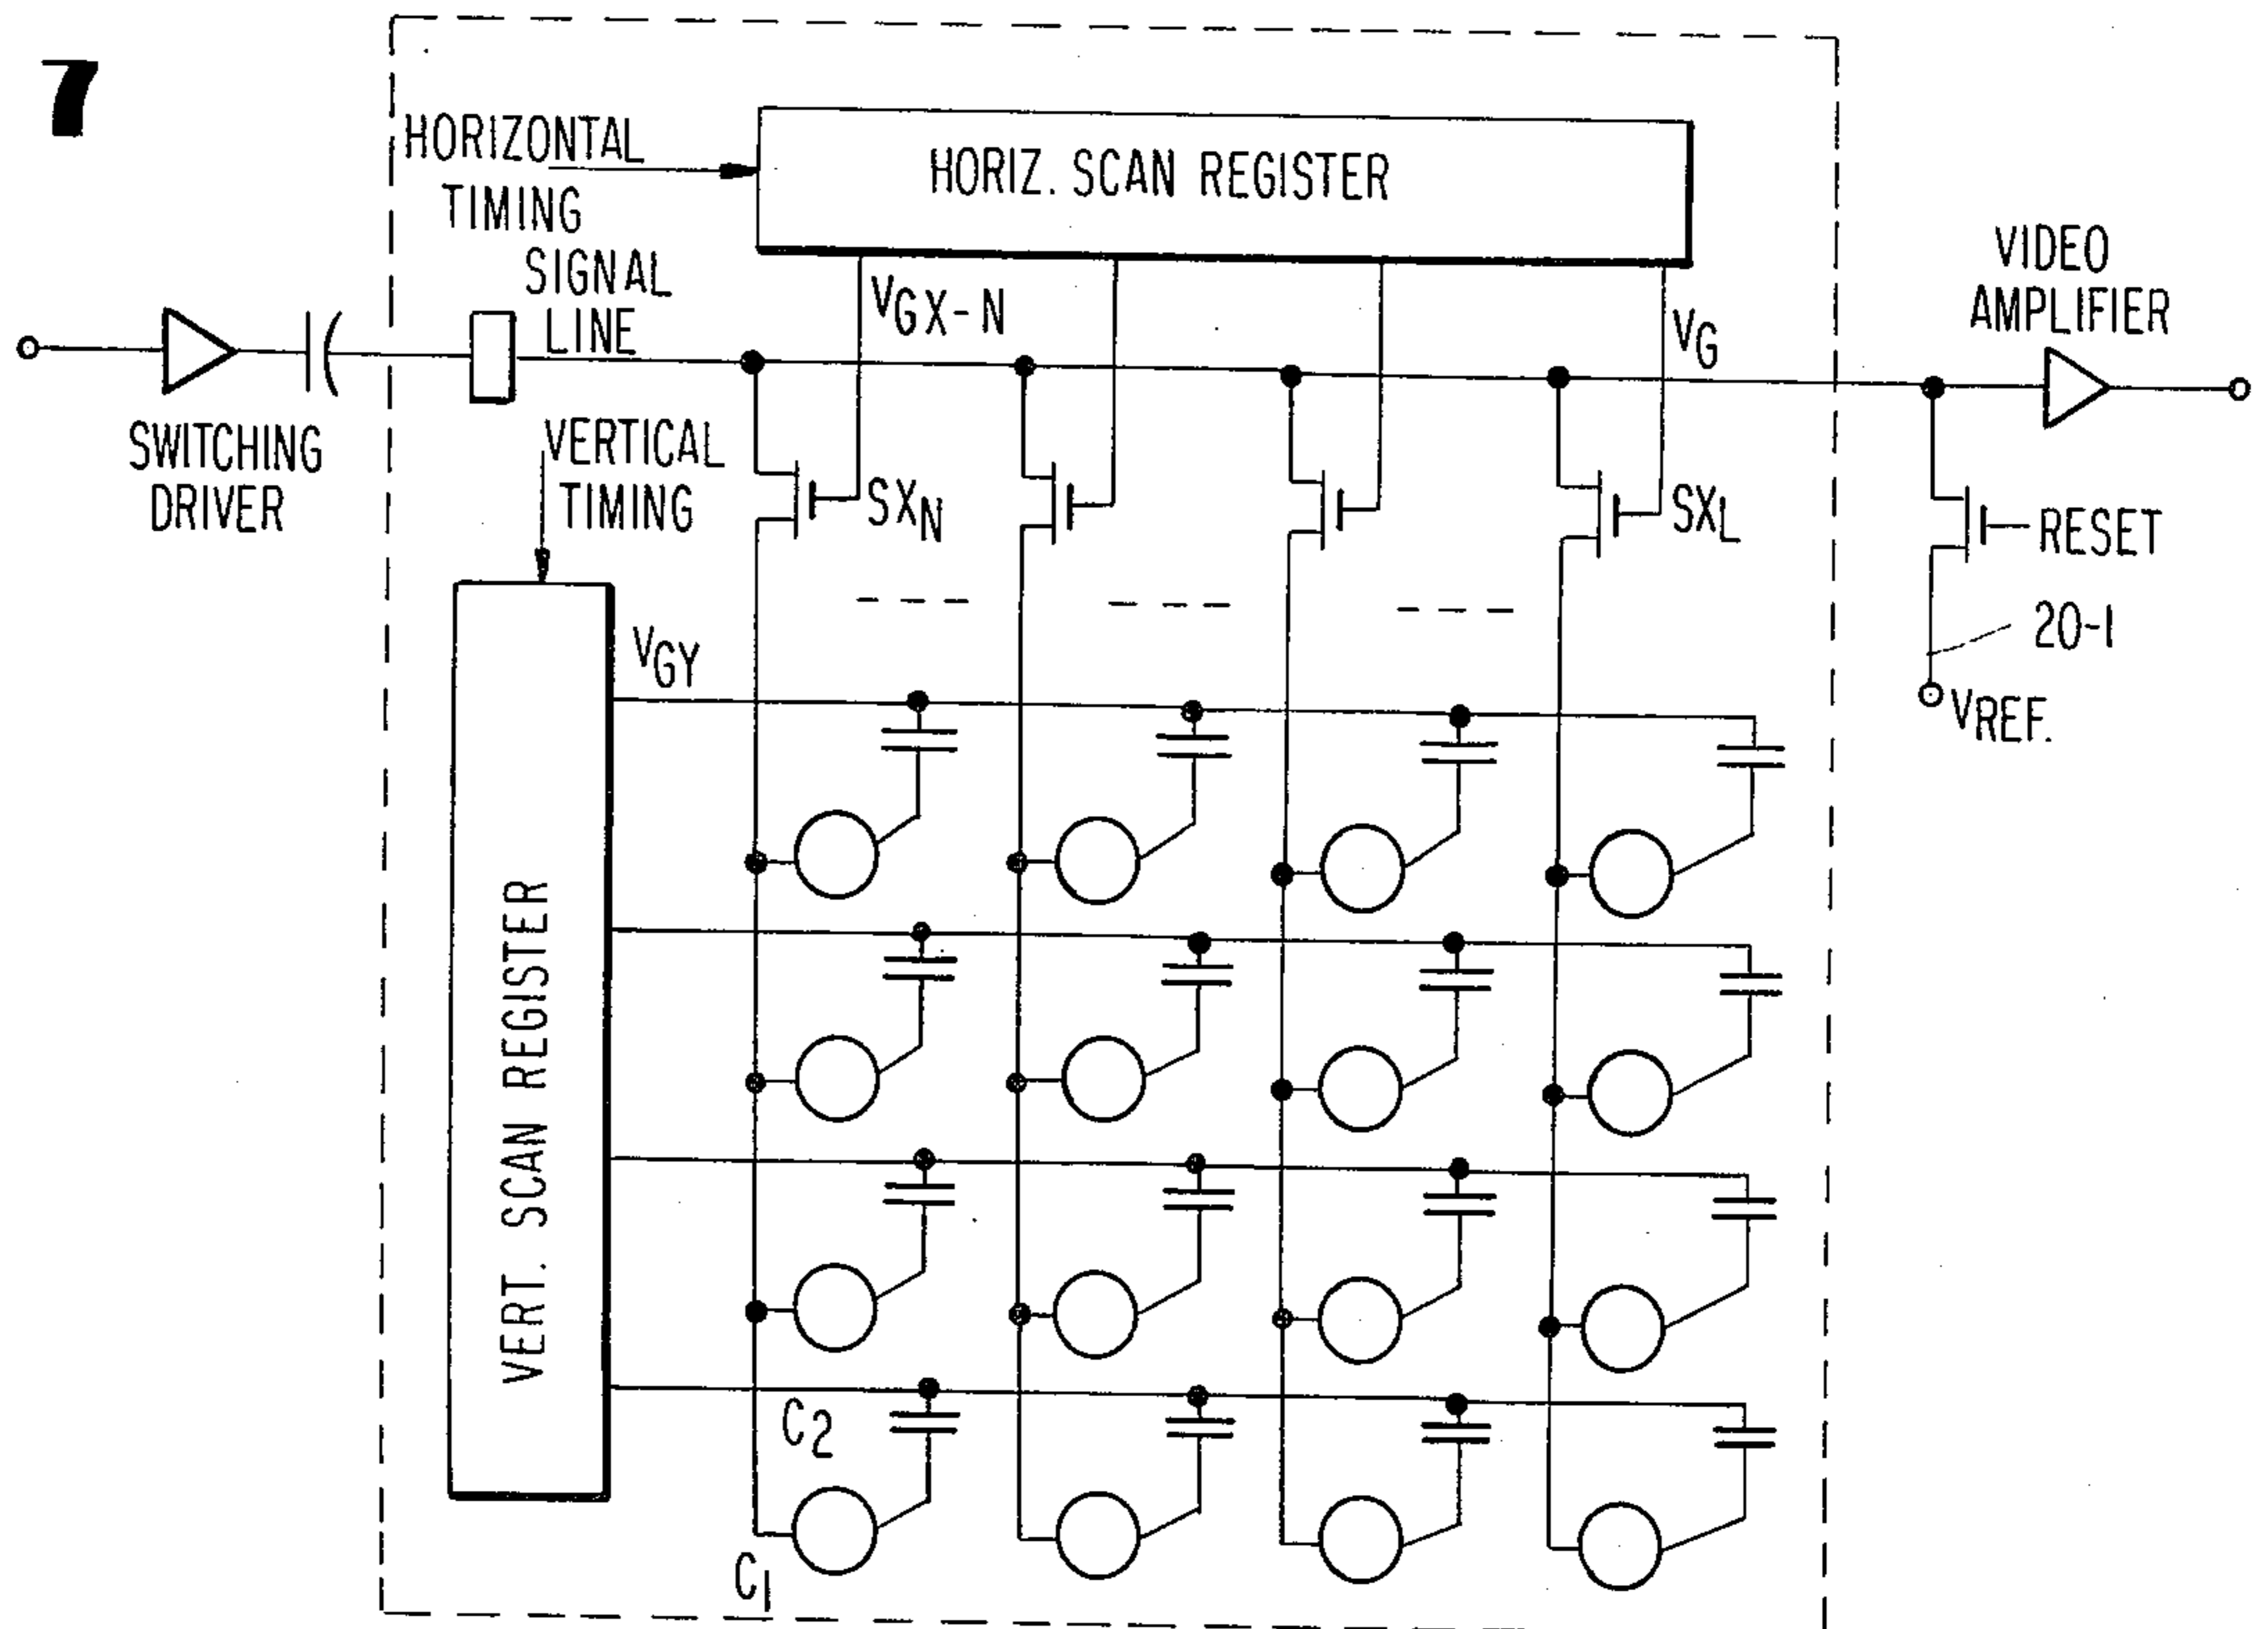 7
HORIZONTAL
TIMING
HORIZ. SCAN REGISTER
SIGNAL
LINE
VGX-N
VG
VIDEO
AMPLIFIER
SWITCHING
DRIVER
VERTICAL
TIMING
SXN
SXL
RESET
20-1
VREF.
VGY
VERT. SCAN REGISTER
C2
C1